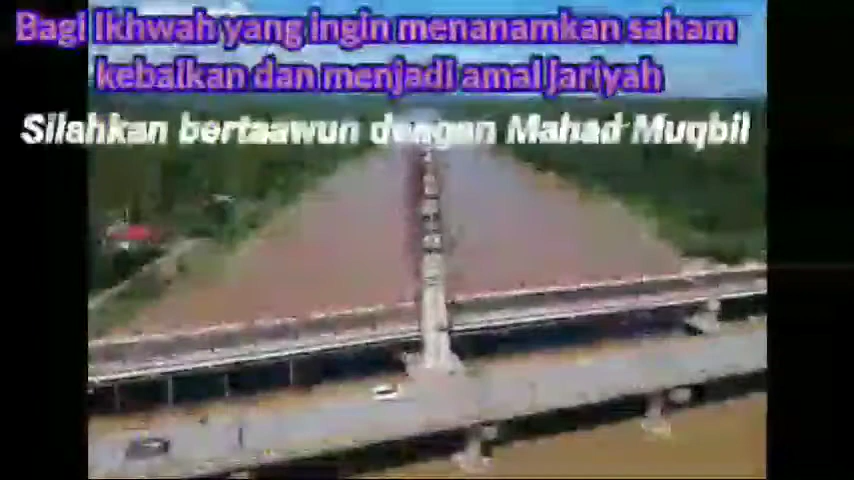 Bagi Ikhwah yang ingin menanamkan saham
kebaikan dan menjadi amal jariyah
Silahkan bertaawun dengan Mahad Muqbil